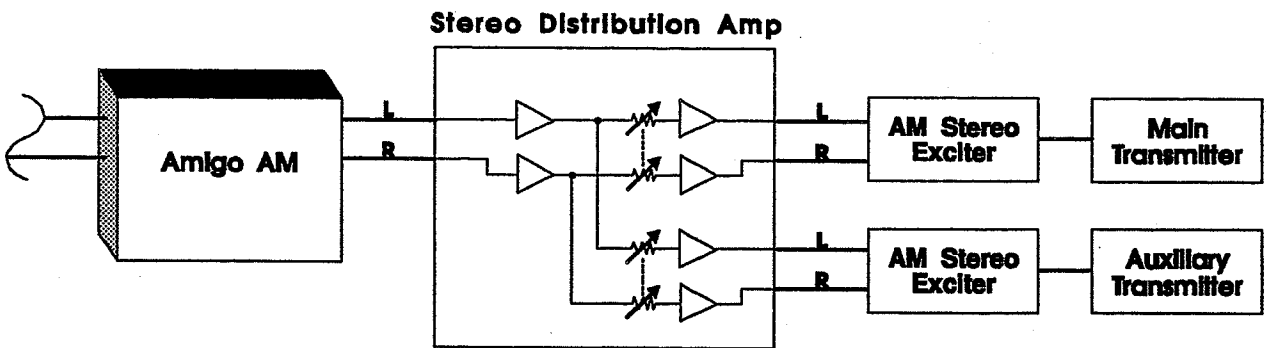 Stereo Distribution Amp
Amigo AM
L
R
L
R
AM Stereo
Exciter
Main
Transmitter
L
R
AM Stereo
Exciter
Auxiliary
Transmitter